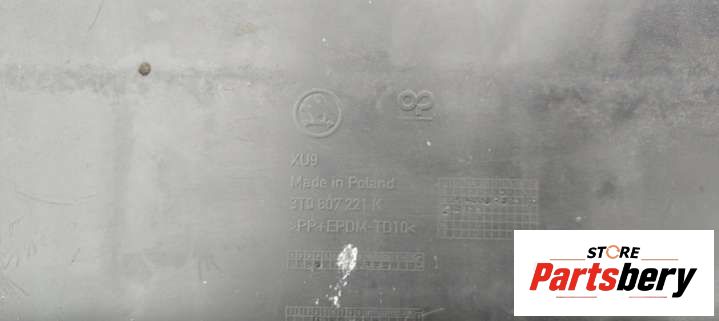 XU9
Made in Poland
3T0 807 221 K
>PP+EPDM-TD10<
STORE
Partsbery